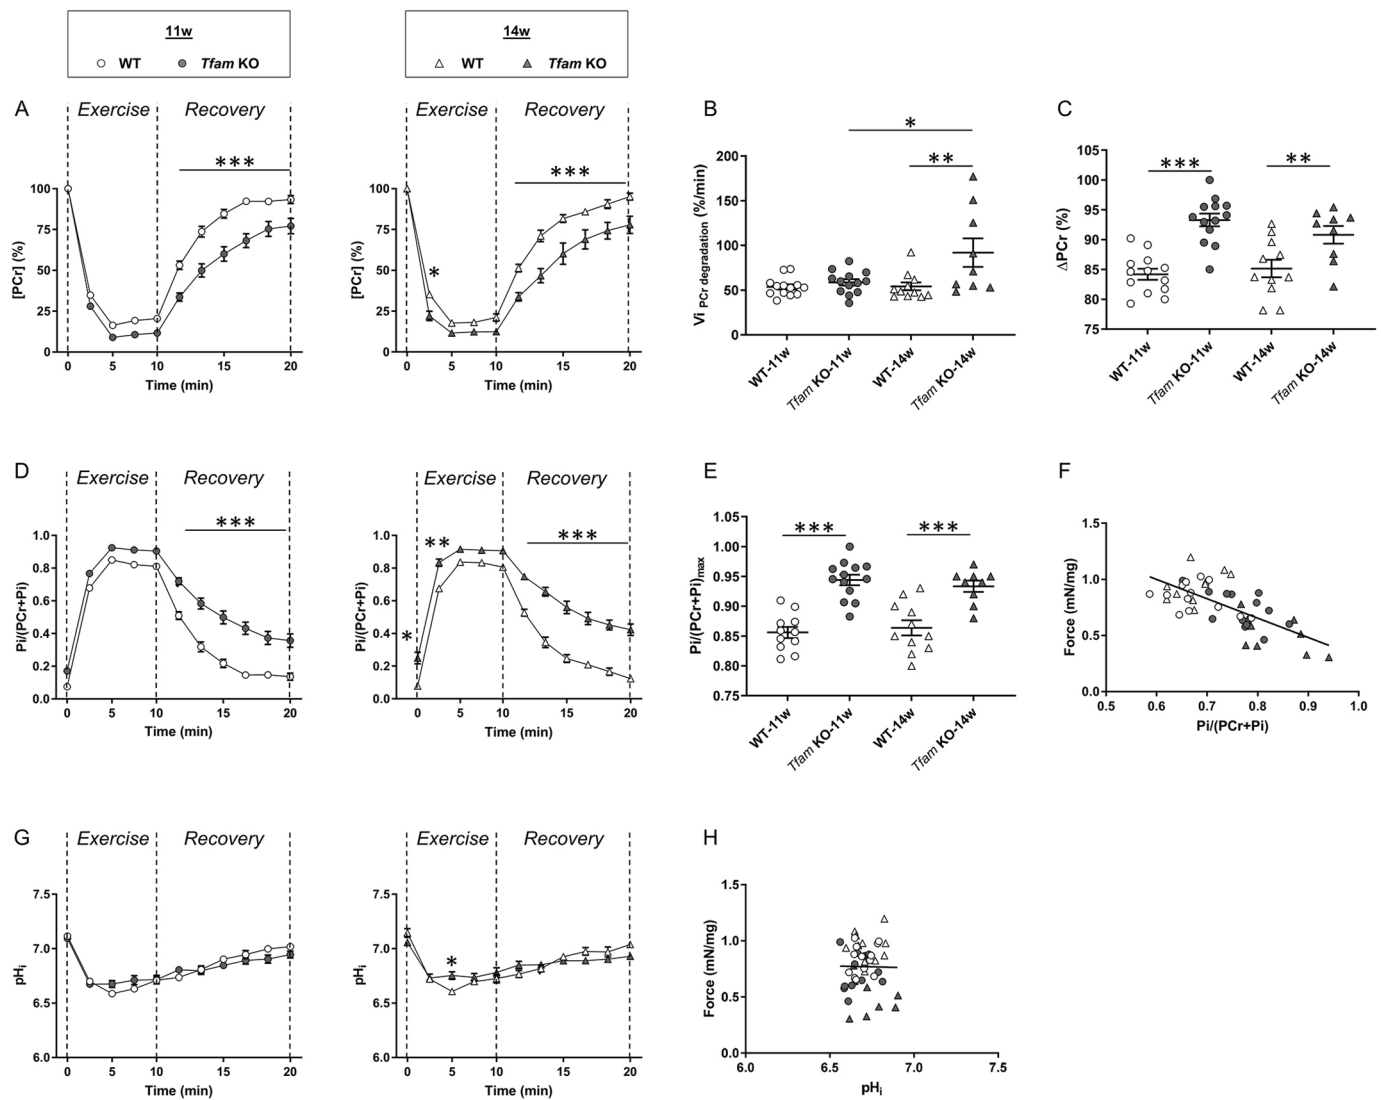 11w
WT Tfam KO
14w
WT Tfam KO
A
Exercise Recovery
***
100
75
50
25
0
[PCr] (%)
0 5 10 15 20
Time (min)
Exercise Recovery
***
*
100
75
50
25
0
[PCr] (%)
0 5 10 15 20
Time (min)
B
*
**
200
150
100
50
0
Vi PCr degradation (%/min)
WT-11w
Tfam KO-11w
WT-14w
Tfam KO-14w
C
*** **
105
100
95
90
85
80
75
ΔPCr (%)
WT-11w
Tfam KO-11w
WT-14w
Tfam KO-14w
D
Exercise Recovery
***
1.0
0.8
0.6
0.4
0.2
0.0
Pi/(PCr+Pi)
0 5 10 15 20
Time (min)
Exercise Recovery
** ***
*
1.0
0.8
0.6
0.4
0.2
0.0
Pi/(PCr+Pi)
0 5 10 15 20
Time (min)
E
*** ***
1.05
1.00
0.95
0.90
0.85
0.80
0.75
Pi/(PCr+Pi)max
WT-11w
Tfam KO-11w
WT-14w
Tfam KO-14w
F
1.5
1.0
0.5
0.0
Force (mN/mg)
0.5 0.6 0.7 0.8 0.9 1.0
Pi/(PCr+Pi)
G
Exercise Recovery
7.5
7.0
6.5
6.0
pHi
0 5 10 15 20
Time (min)
Exercise Recovery
*
7.5
7.0
6.5
6.0
pHi
0 5 10 15 20
Time (min)
H
1.5
1.0
0.5
0.0
Force (mN/mg)
6.0 6.5 7.0 7.5
pHi